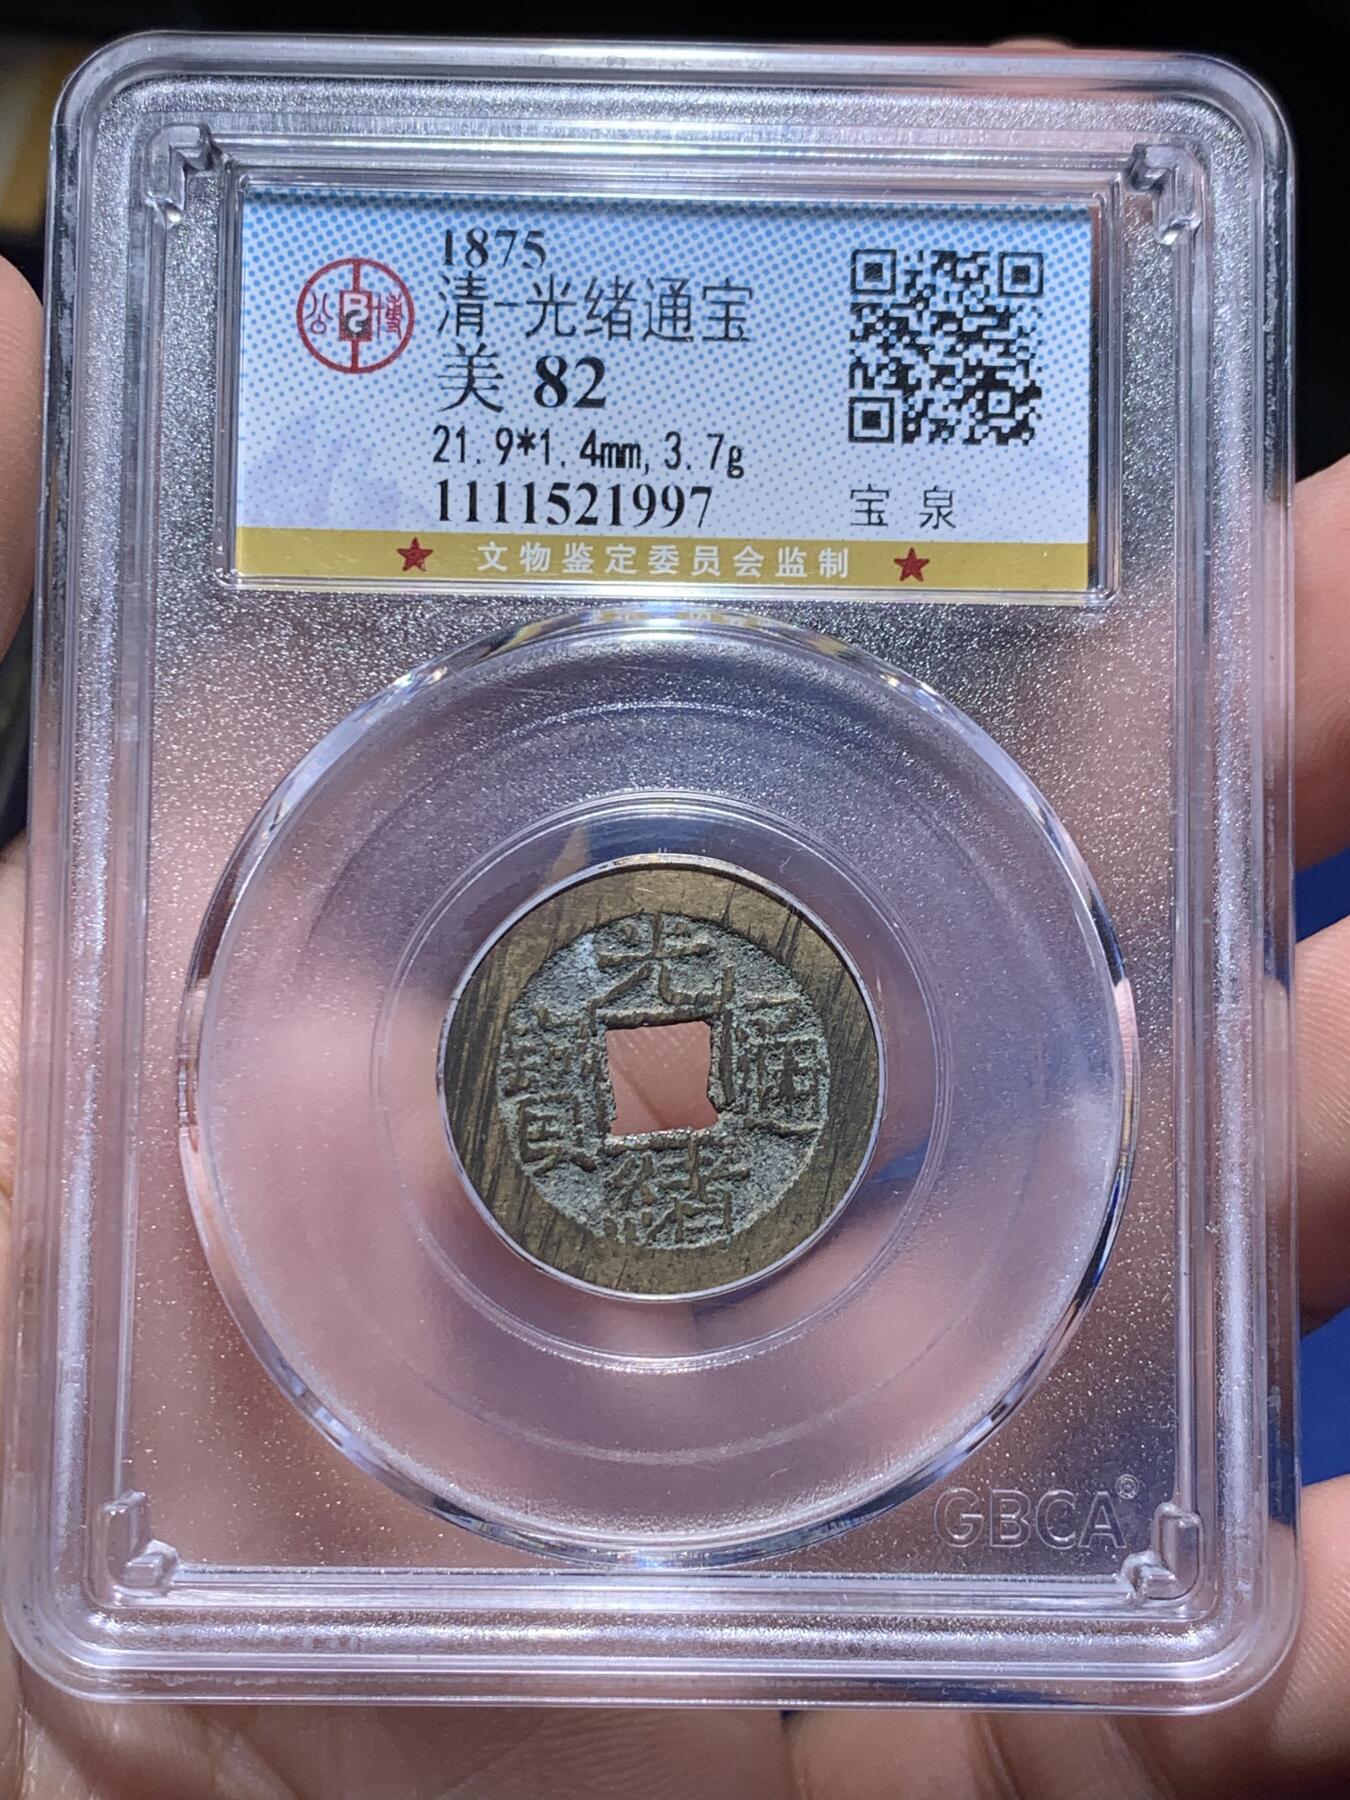 公 博
1875
清-光绪通宝
美 82
21.9*1.4mm,3.7g
1111521997
宝 泉
★ 文物鉴定委员会监制 ★
光
通
寳
緒
GBCA®